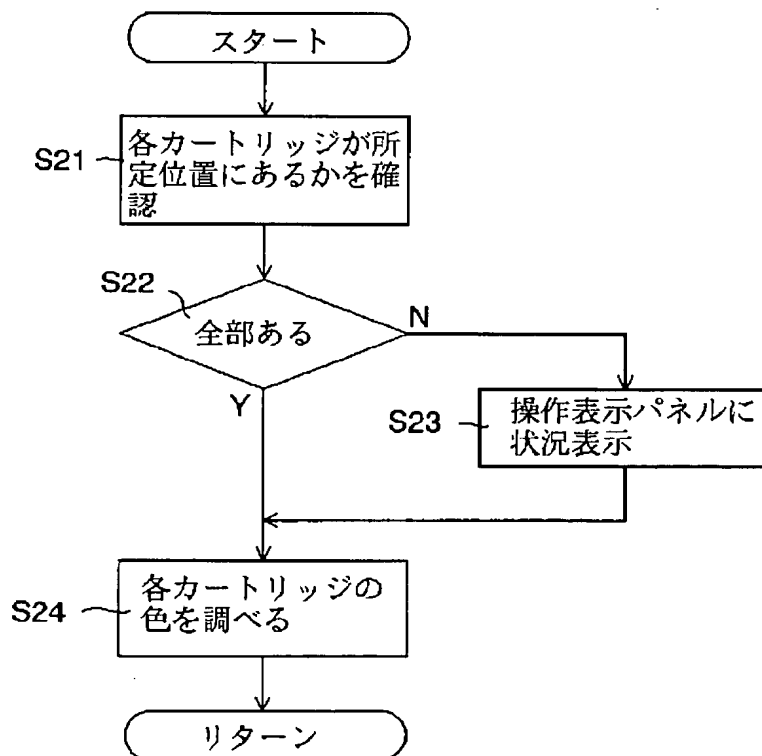 スタート
S21
各カートリッジが所
定位置にあるかを確
認
S22
全部ある
N
Y
S23
操作表示パネルに
状況表示
S24
各カートリッジの
色を調べる
リターン